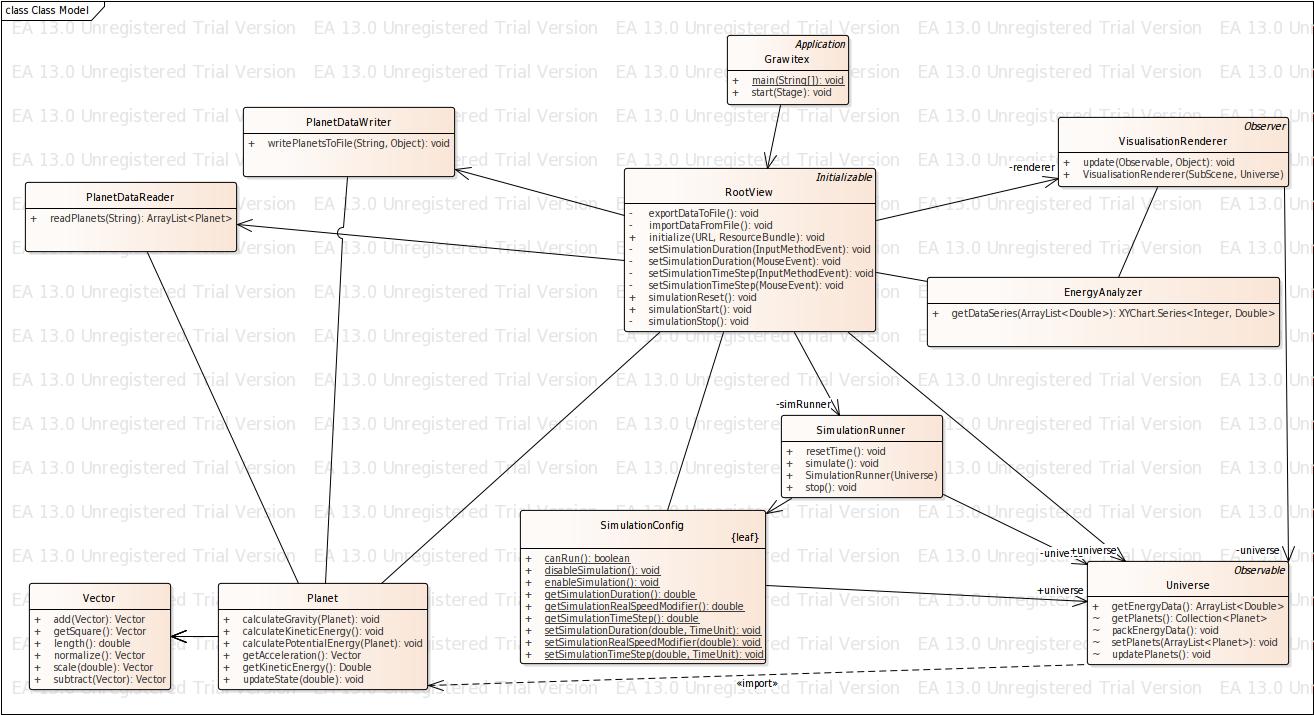 class Class Model
EA 13.0 Unregistered Trial Version
Application
Grawitex
+ main(String[]): void
+ start(Stage): void
PlanetDataWriter
+ writePlanetsToFile(String, Object): void
Observer
VisualisationRenderer
+ update(Observable, Object): void
+ VisualisationRenderer(SubScene, Universe)
-renderer
PlanetDataReader
+ readPlanets(String): ArrayList<Planet>
Initializable
RootView
- exportDataToFile(): void
- importDataFromFile(): void
+ initialize(URL, ResourceBundle): void
- setSimulationDuration(InputMethodEvent): void
- setSimulationDuration(MouseEvent): void
- setSimulationTimeStep(InputMethodEvent): void
- setSimulationTimeStep(MouseEvent): void
+ simulationReset(): void
+ simulationStart(): void
- simulationStop(): void
EnergyAnalyzer
+ getDataSeries(ArrayList<Double>): XYChart.Series<Integer, Double>
-simRunner
SimulationRunner
+ resetTime(): void
+ simulate(): void
+ SimulationRunner(Universe)
+ stop(): void
SimulationConfig
{leaf}
+ canRun(): boolean
+ disableSimulation(): void
+ enableSimulation(): void
+ getSimulationDuration(): double
+ getSimulationRealSpeedModifier(): double
+ getSimulationTimeStep(): double
+ setSimulationDuration(double, TimeUnit): void
+ setSimulationRealSpeedModifier(double): void
+ setSimulationTimeStep(double, TimeUnit): void
+universe
-universe
+universe
Observable
Universe
+ getEnergyData(): ArrayList<Double>
~ getPlanets(): Collection<Planet>
~ packEnergyData(): void
~ setPlanets(ArrayList<Planet>): void
~ updatePlanets(): void
Vector
+ add(Vector): Vector
+ getSquare(): Vector
+ length(): double
+ normalize(): Vector
+ scale(double): Vector
+ subtract(Vector): Vector
Planet
+ calculateGravity(Planet): void
+ calculateKineticEnergy(): void
+ calculatePotentialEnergy(Planet): void
+ getAcceleration(): Vector
+ getKineticEnergy(): Double
+ updateState(double): void
«import»